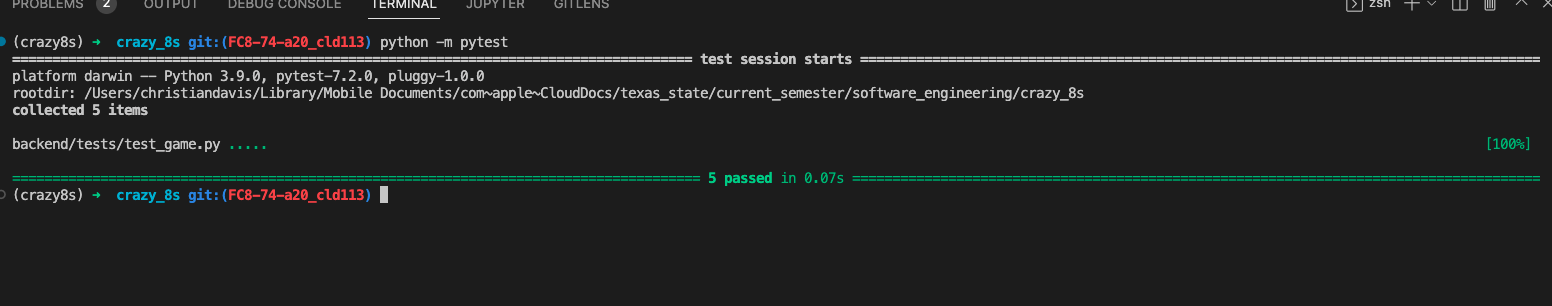 PROBLEMS 2 OUTPUT DEBUG CONSOLE TERMINAL JUPYTER GITLENS zsh
(crazy8s) → crazy_8s git:(FC8-74-a20_cld113) python -m pytest
============ test session starts ============
platform darwin -- Python 3.9.0, pytest-7.2.0, pluggy-1.0.0
rootdir: /Users/christiandavis/Library/Mobile Documents/com~apple~CloudDocs/texas_state/current_semester/software_engineering/crazy_8s
collected 5 items
backend/tests/test_game.py ..... [100%]
============ 5 passed in 0.07s ============
(crazy8s) → crazy_8s git:(FC8-74-a20_cld113)